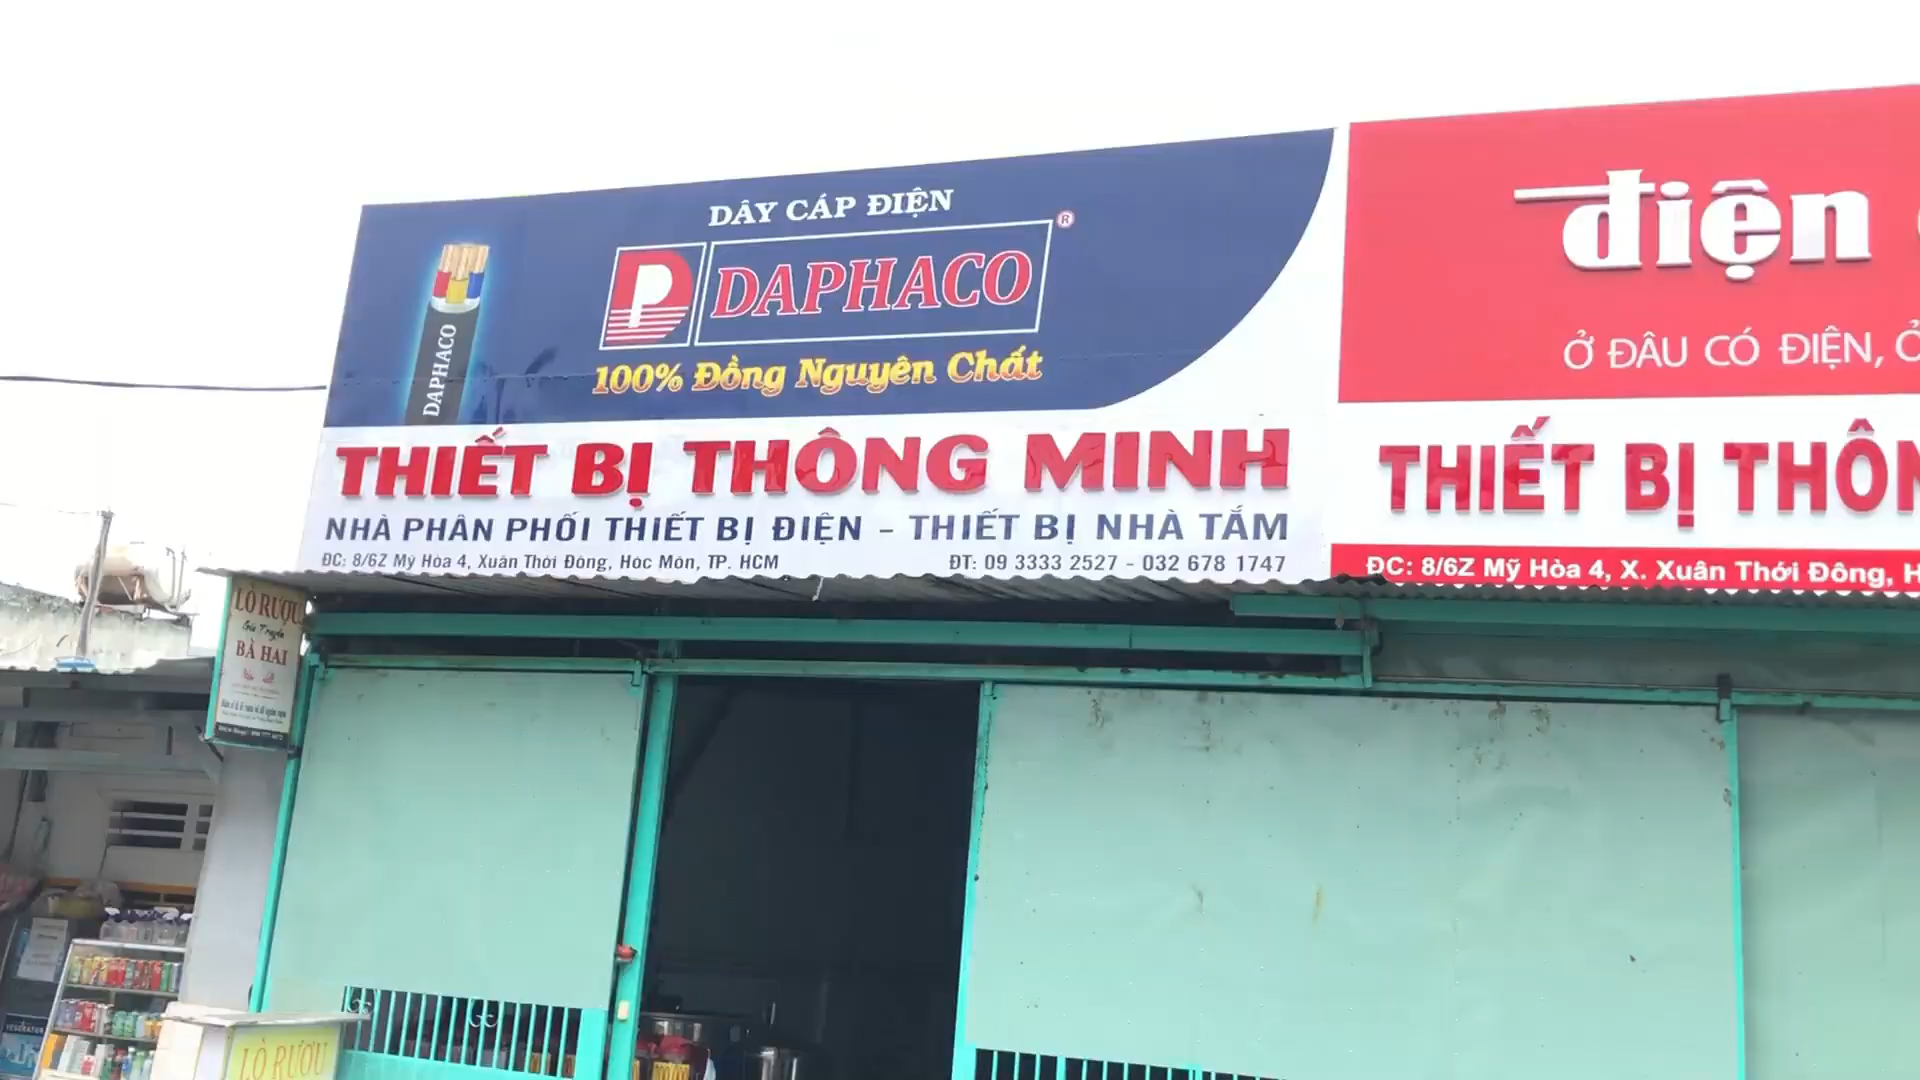 DÂY CÁP ĐIỆN
DAPHACO
®
DAPHACO
100% Đồng Nguyên Chất
THIẾT BỊ THÔNG MINH
NHÀ PHÂN PHỐI THIẾT BỊ ĐIỆN - THIẾT BỊ NHÀ TẮM
ĐC: 8/6Z Mỹ Hòa 4, Xuân Thới Đông, Hóc Môn, TP. HCM
ĐT: 09 3333 2527 - 032 678 1747
điện
Ở ĐÂU CÓ ĐIỆN, Ở
THIẾT BỊ THÔN
ĐC: 8/6Z Mỹ Hòa 4, X. Xuân Thới Đông, H
LÒ RƯỢU
Gia Truyền
BÀ HAI
LÒ RƯỢU